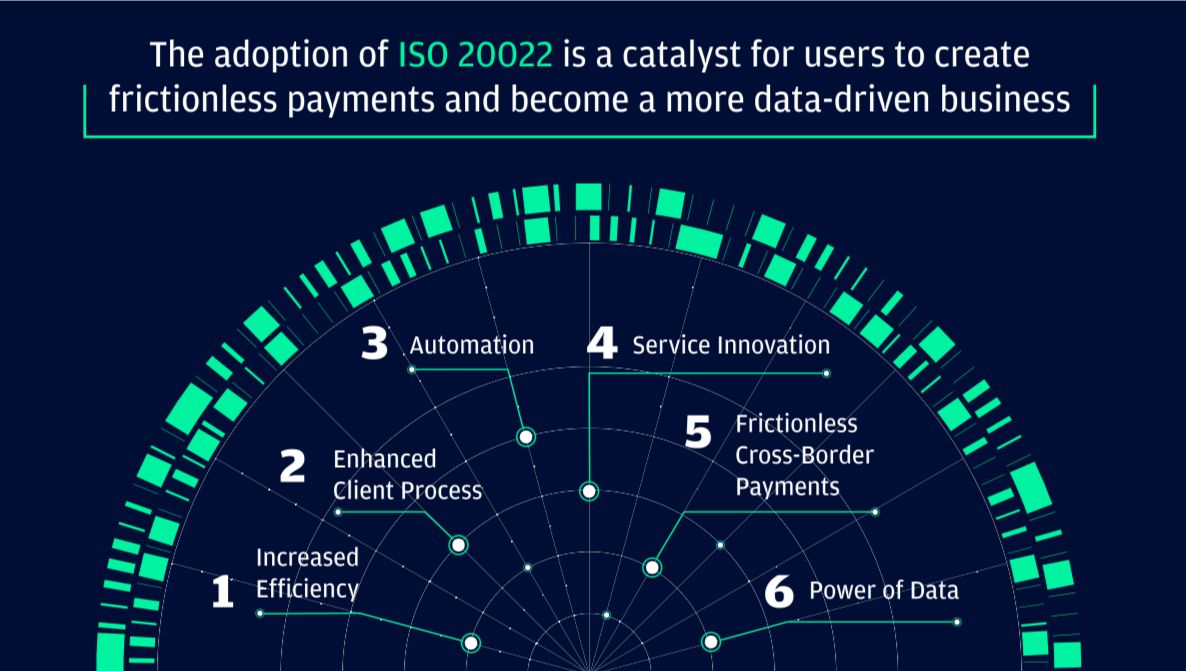 The adoption of ISO 20022 is a catalyst for users to create
frictionless payments and become a more data-driven business
3 Automation
4 Service Innovation
5 Frictionless
Cross-Border
Payments
2 Enhanced
Client Process
1 Increased
Efficiency
6 Power of Data